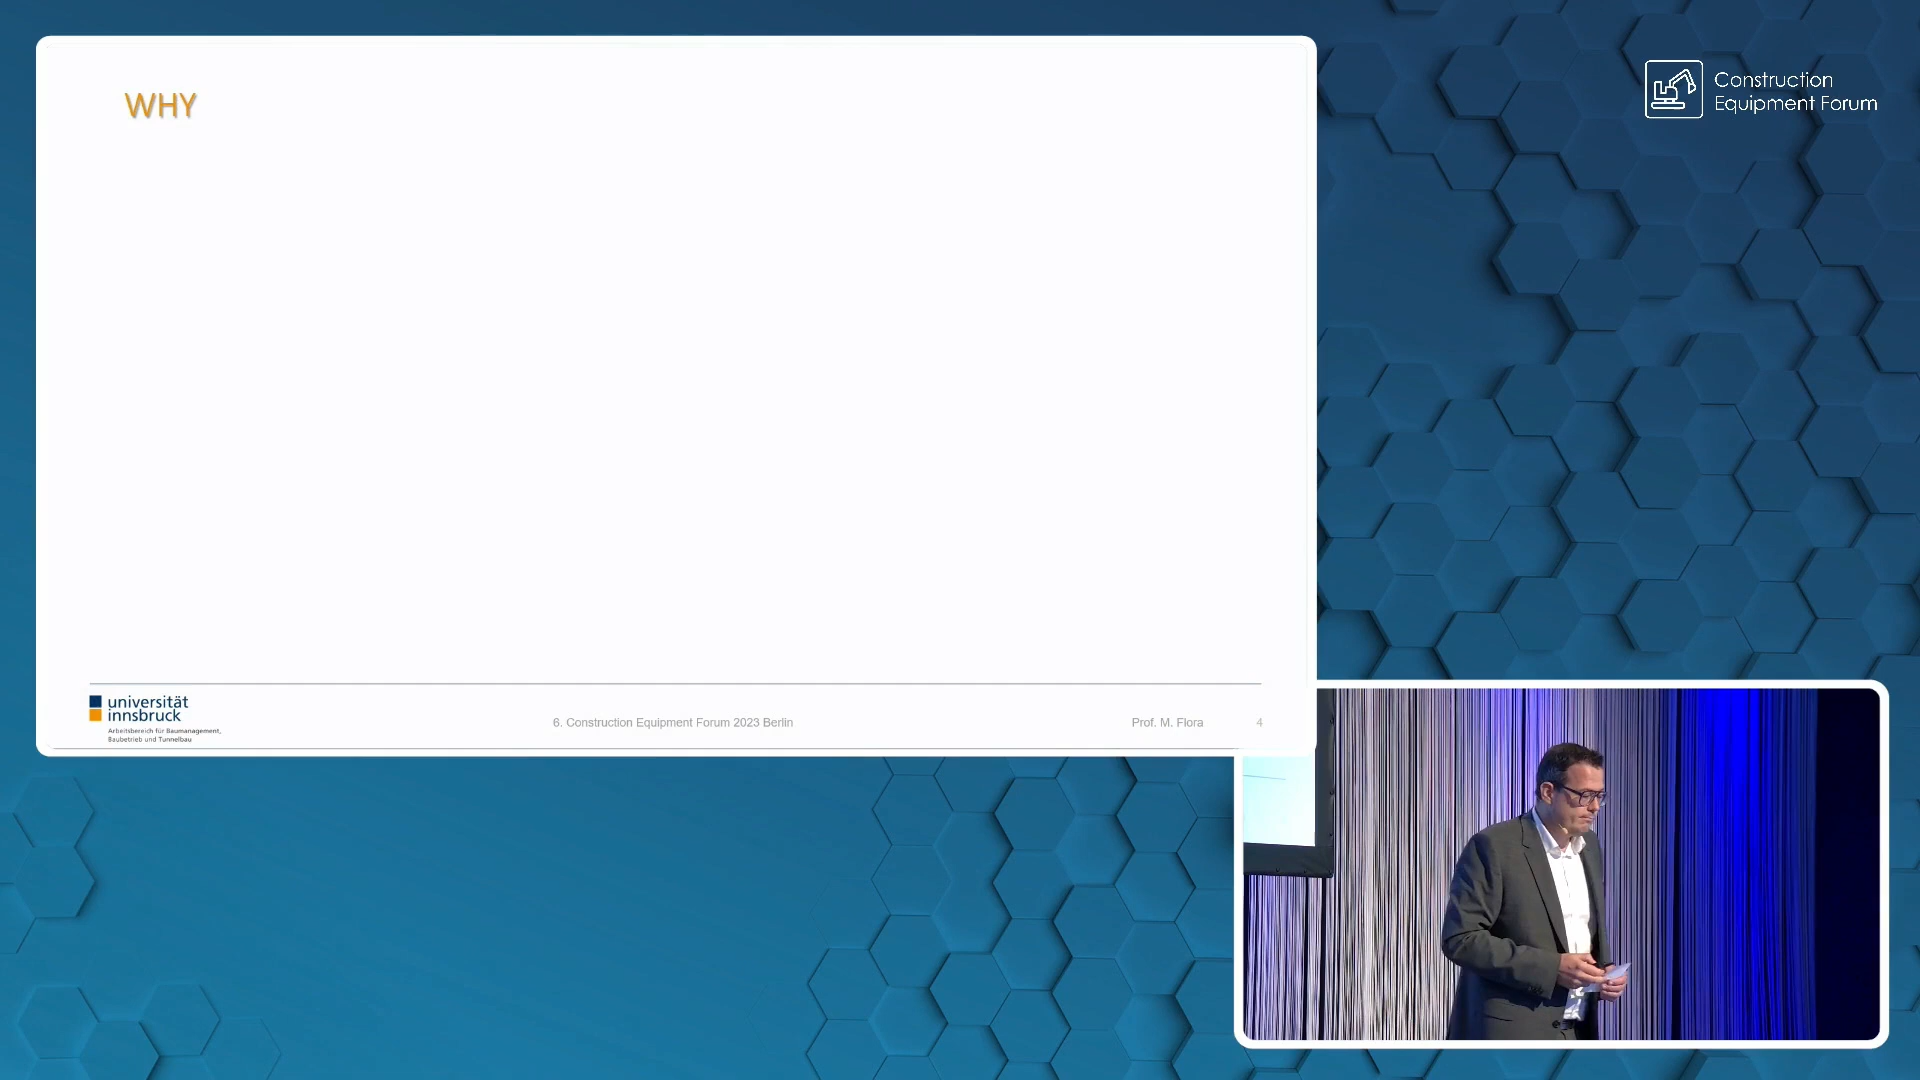 WHY
Construction
Equipment Forum
universität
innsbruck
Arbeitsbereich für Baumanagement,
Baubetrieb und Tunnelbau
6. Construction Equipment Forum 2023 Berlin
Prof. M. Flora
4